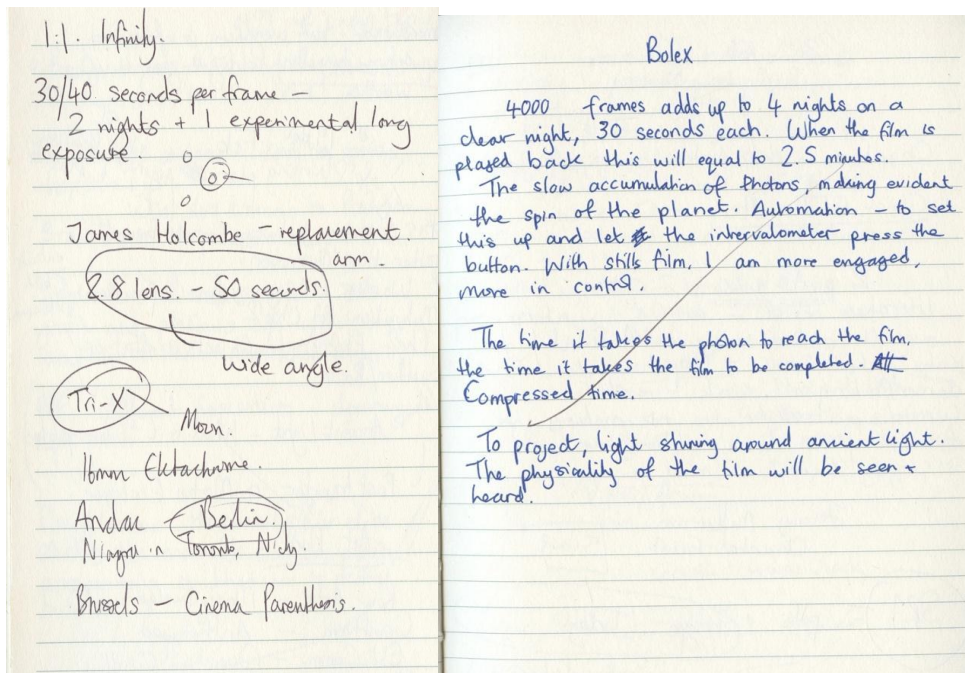 1:1. Infinity.
30/40 seconds per frame –
2 nights + 1 experimental long
exposure.
James Holcombe – replacement.
arm.
2.8 lens. – 50 seconds.
Wide angle.
Tri-X
Moon.
16mm Ektachrome.
Andec – Berlin.
Niagra in Toronto,
Brussels – Cinema Parenthesis.
Bolex
4000 frames adds up to 4 nights on a
clear night, 30 seconds each. When the film is
played back this will equal to 2.5 minutes.
The slow accumulation of Photons, making evident
the spin of the planet. Automation – to set
this up and let the intervalometer press the
button. With stills film, I am more engaged,
more in control.
The time it takes the photon to reach the film,
the time it takes the film to be completed.
Compressed time.
To project, light shining around ancient light.
The physicality of the film will be seen +
heard.